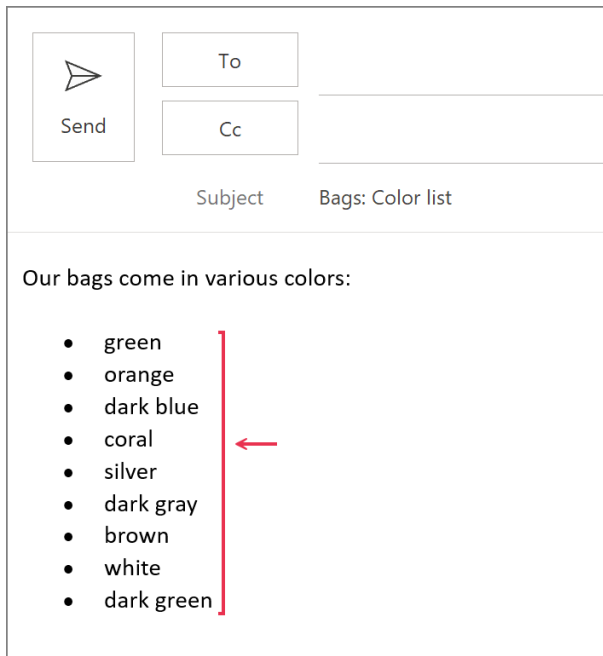 To
Send
Cc
Subject Bags: Color list
Our bags come in various colors:
• green
• orange
• dark blue
• coral
• silver
• dark gray
• brown
• white
• dark green